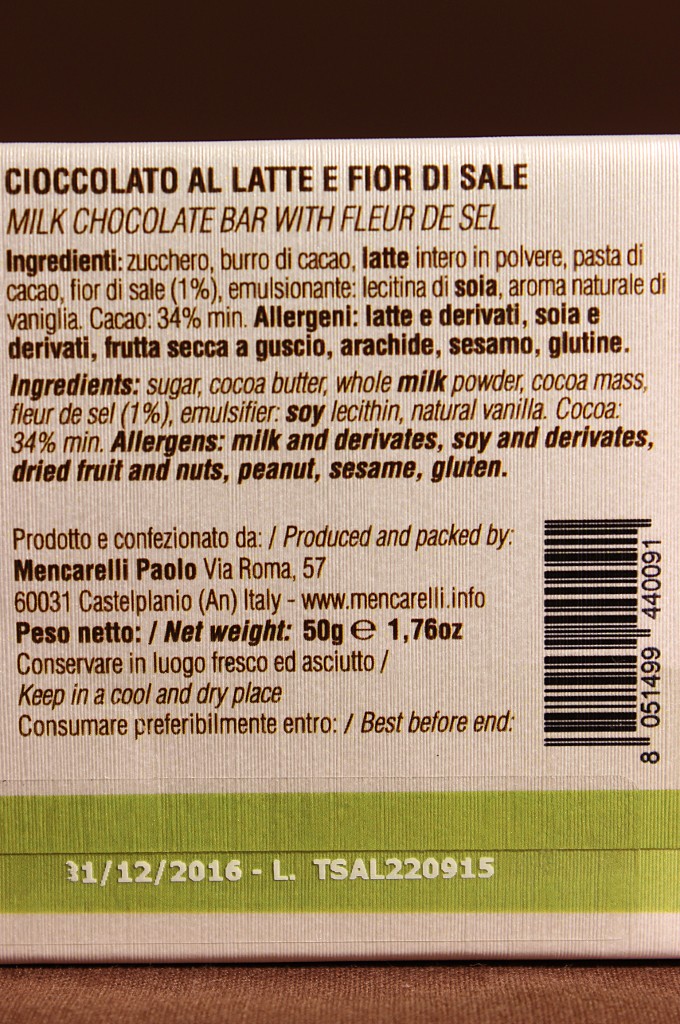 CIOCCOLATO AL LATTE E FIOR DI SALE
MILK CHOCOLATE BAR WITH FLEUR DE SEL
Ingredienti: zucchero, burro di cacao, latte intero in polvere, pasta di
cacao, fior di sale (1%), emulsionante: lecitina di soia, aroma naturale di
vaniglia. Cacao: 34% min. Allergeni: latte e derivati, soia e
derivati, frutta secca a guscio, arachide, sesamo, glutine.
Ingredients: sugar, cocoa butter, whole milk powder, cocoa mass,
fleur de sel (1%), emulsifier: soy lecithin, natural vanilla. Cocoa:
34% min. Allergens: milk and derivates, soy and derivates,
dried fruit and nuts, peanut, sesame, gluten.
Prodotto e confezionato da: / Produced and packed by:
Mencarelli Paolo Via Roma, 57
60031 Castelplanio (An) Italy - www.mencarelli.info
Peso netto: / Net weight: 50g ℮ 1,76oz
Conservare in luogo fresco ed asciutto /
Keep in a cool and dry place
Consumare preferibilmente entro: / Best before end:
8 051499 440091
31/12/2016 - L. TSAL220915